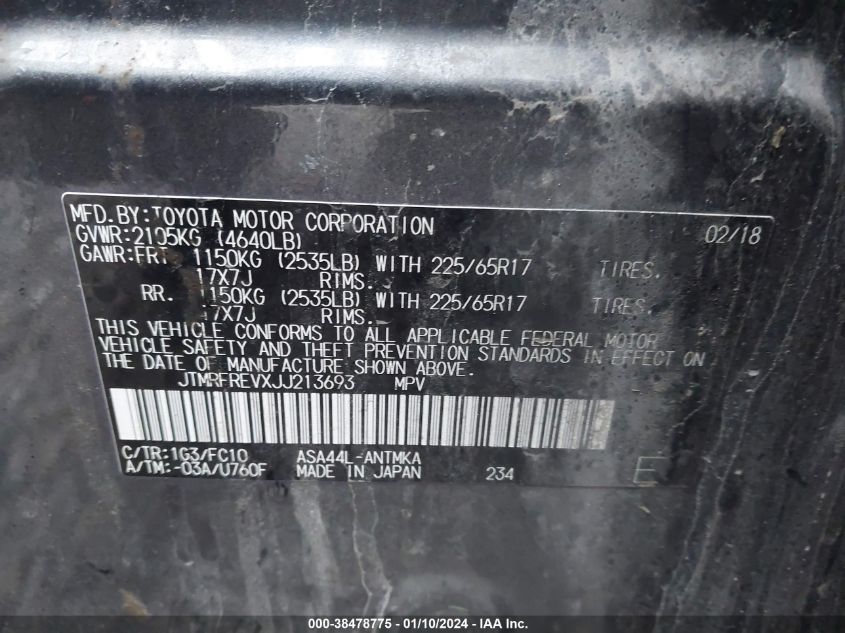 MFD.BY:TOYOTA MOTOR CORPORATION 02/18
GVWR:2105KG (4640LB)
GAWR:FRT. 1150KG (2535LB) WITH 225/65R17 TIRES.
17X7J RIMS.
RR. 1150KG (2535LB) WITH 225/65R17 TIRES.
17X7J RIMS.
THIS VEHICLE CONFORMS TO ALL APPLICABLE FEDERAL MOTOR
VEHICLE SAFETY AND THEFT PREVENTION STANDARDS IN EFFECT ON
THE DATE OF MANUFACTURE SHOWN ABOVE.
JTMRFREVXJJ213693 MPV
C/TR:1G3/FC10 ASA44L-ANTMKA
A/TM:-03A/U760F MADE IN JAPAN 234 E
000-38478775 - 01/10/2024 - IAA Inc.